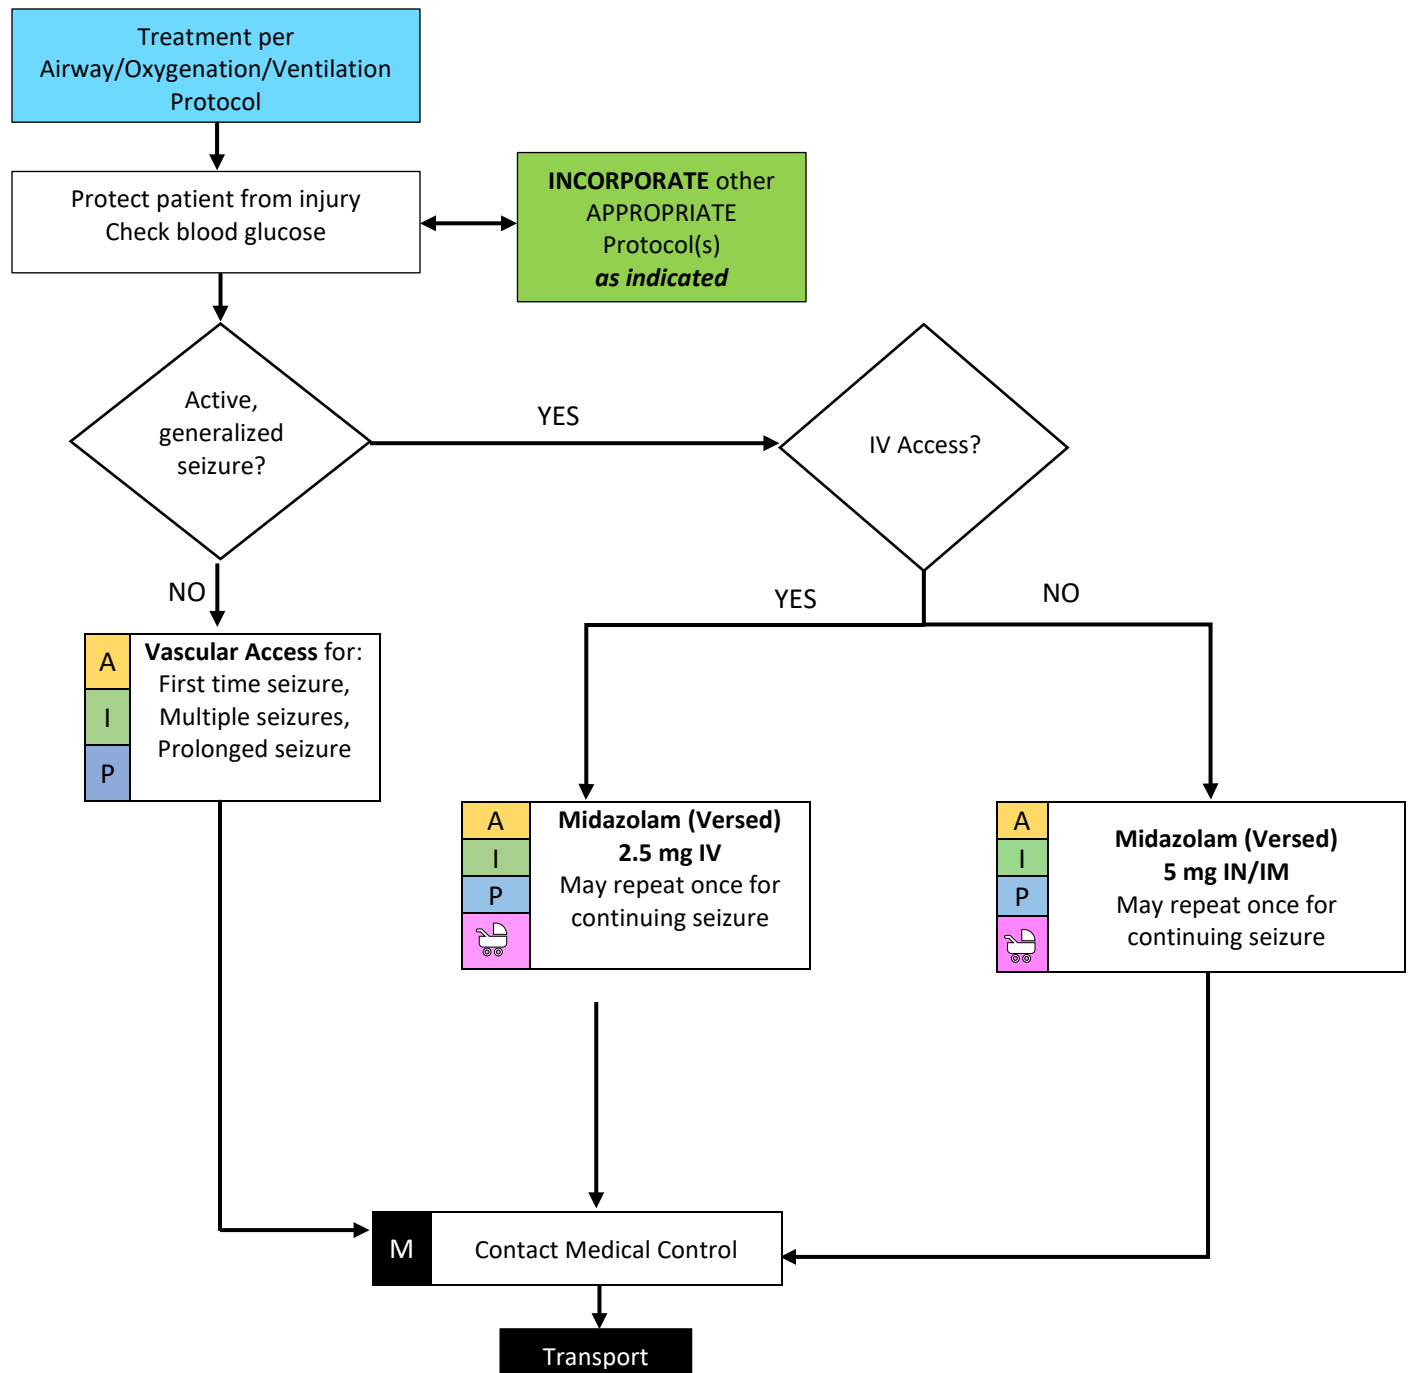 Treatment per
Airway/Oxygenation/Ventilation
Protocol
Protect patient from injury
Check blood glucose
INCORPORATE other
APPROPRIATE
Protocol(s)
as indicated
Active,
generalized
seizure?
YES
IV Access?
NO
YES
NO
A
I
P
Vascular Access for:
First time seizure,
Multiple seizures,
Prolonged seizure
A
I
P
Midazolam (Versed)
2.5 mg IV
May repeat once for
continuing seizure
A
I
P
Midazolam (Versed)
5 mg IN/IM
May repeat once for
continuing seizure
M
Contact Medical Control
Transport